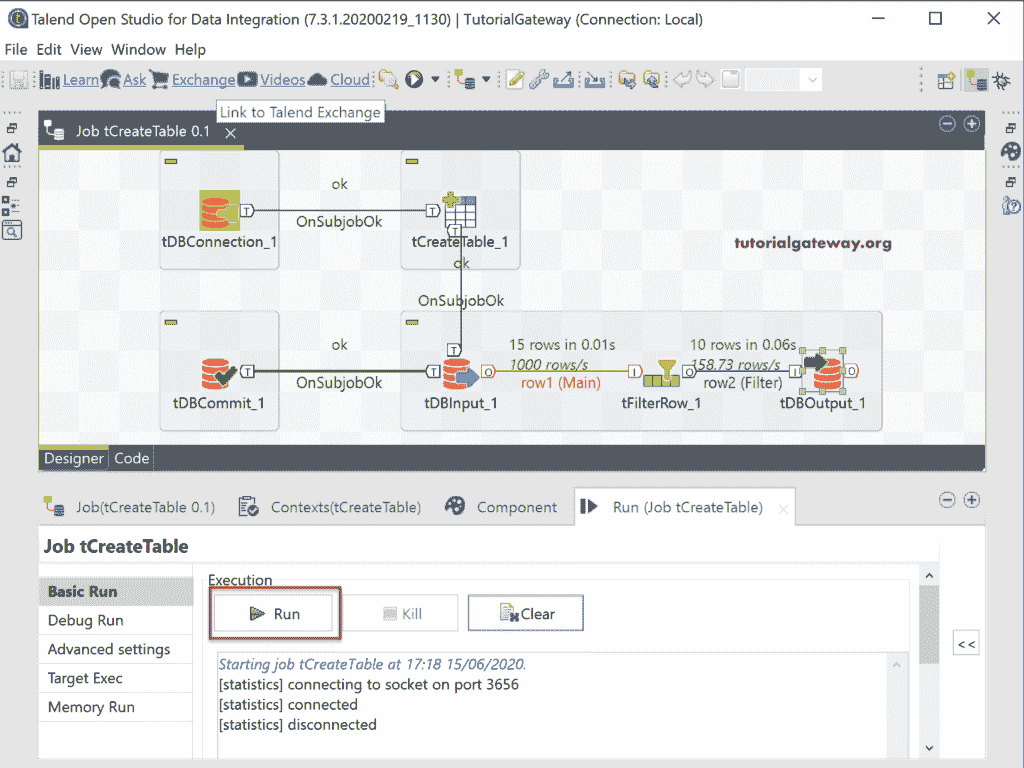 Talend Open Studio for Data Integration (7.3.1.20200219_1130) | TutorialGateway (Connection: Local)
File Edit View Window Help
Learn Ask Exchange Videos Cloud
Link to Talend Exchange
Job tCreateTable 0.1
ok
T T
OnSubjobOk
tDBConnection_1 tCreateTable_1
T
tutorialgateway.org
ok
OnSubjobOk
ok
T
15 rows in 0.01s 10 rows in 0.06s
1000 rows/s 158.73 rows/s
T T O I O I O
OnSubjobOk row1 (Main) row2 (Filter)
tDBCommit_1 tDBInput_1 tFilterRow_1 tDBOutput_1
Designer Code
Job(tCreateTable 0.1) Contexts(tCreateTable) Component Run (Job tCreateTable)
Job tCreateTable
Basic Run
Debug Run
Advanced settings
Target Exec
Memory Run
Execution
Run Kill Clear
<<
Starting job tCreateTable at 17:18 15/06/2020.
[statistics] connecting to socket on port 3656
[statistics] connected
[statistics] disconnected